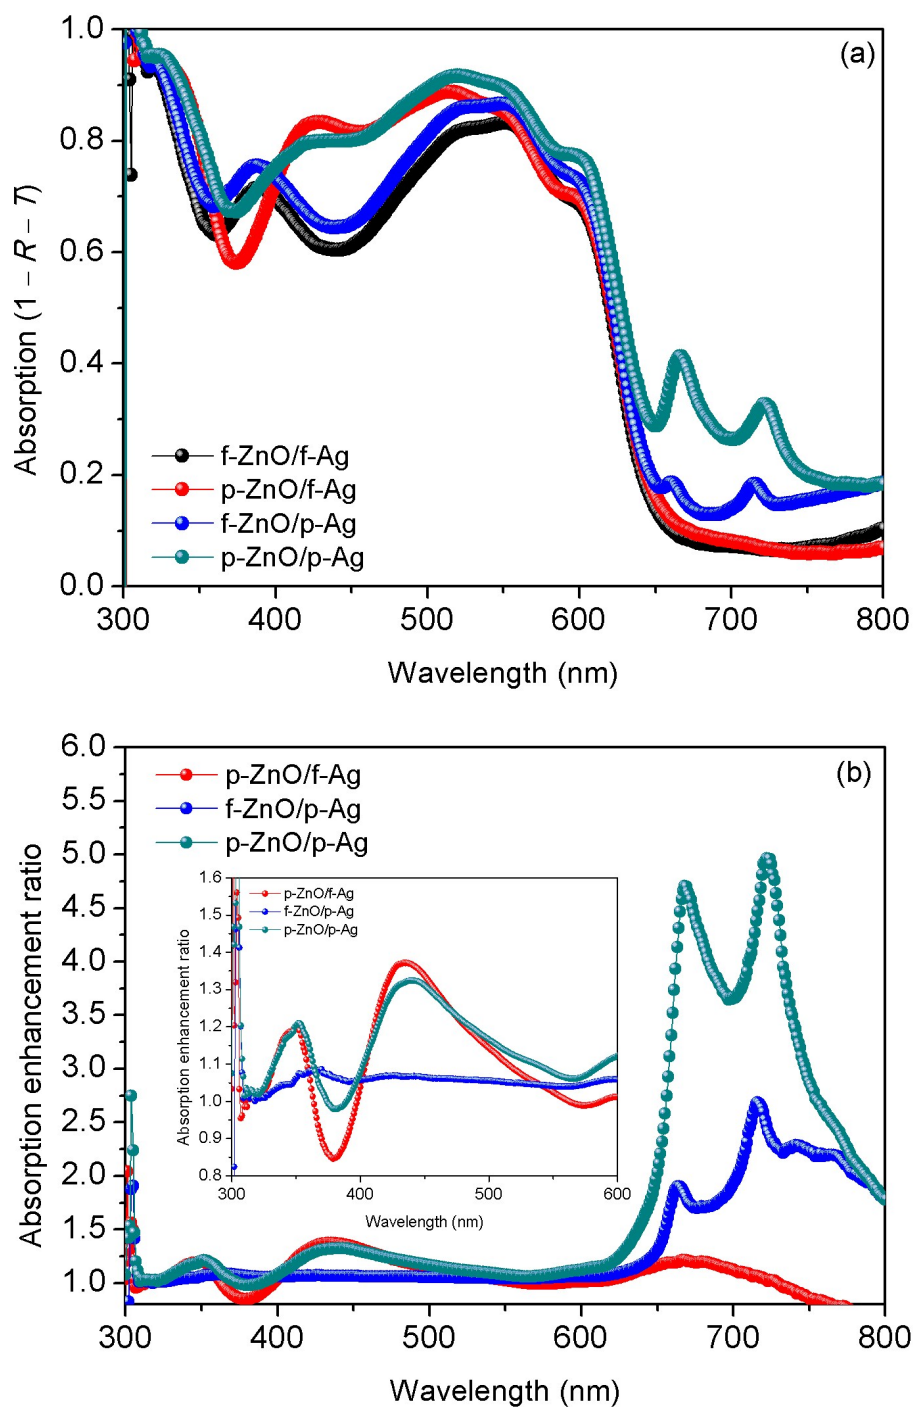 (a)
1.0
0.8
0.6
0.4
0.2
0.0
Absorption (1 – R – T)
f-ZnO/f-Ag
p-ZnO/f-Ag
f-ZnO/p-Ag
p-ZnO/p-Ag
300 400 500 600 700 800
Wavelength (nm)
(b)
6.0
5.5
5.0
4.5
4.0
3.5
3.0
2.5
2.0
1.5
1.0
Absorption enhancement ratio
p-ZnO/f-Ag
f-ZnO/p-Ag
p-ZnO/p-Ag
1.6
1.5
1.4
1.3
1.2
1.1
1.0
0.9
0.8
Absorption enhancement ratio
p-ZnO/f-Ag
f-ZnO/p-Ag
p-ZnO/p-Ag
300 400 500 600
Wavelength (nm)
300 400 500 600 700 800
Wavelength (nm)